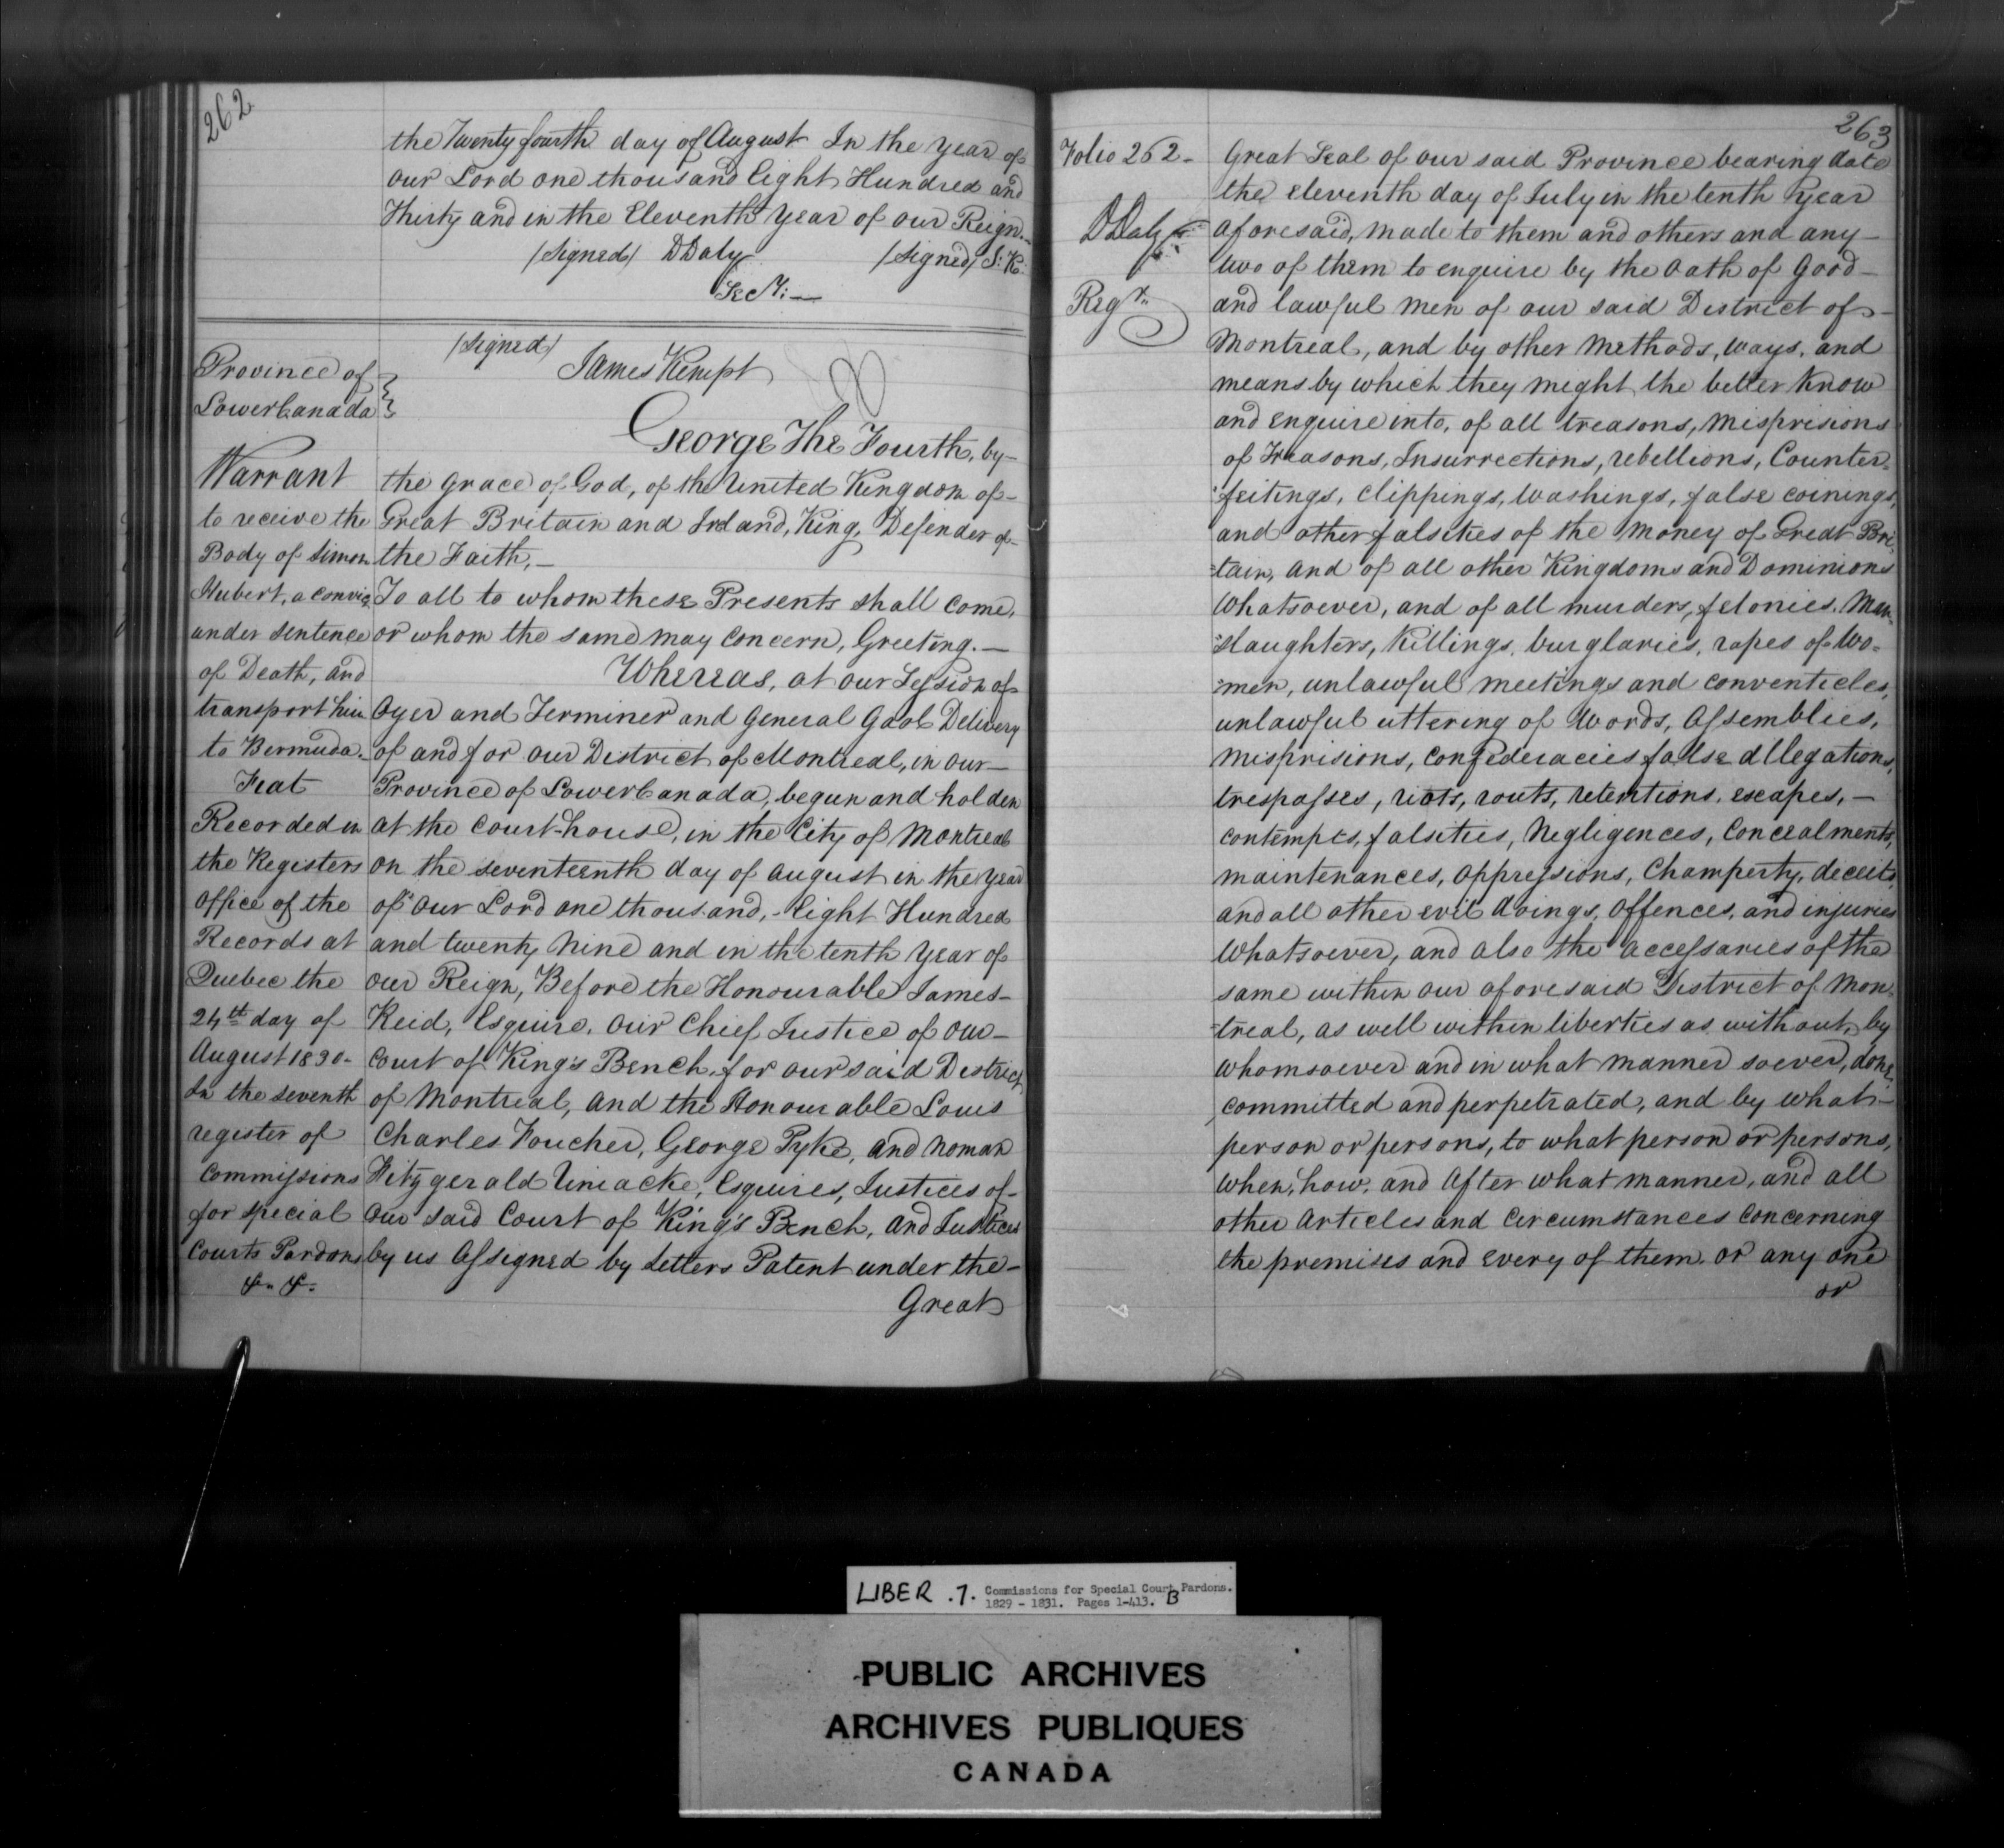 262
the Twenty fourth day of August In the year of
our Lord one thousand Eight Hundred and
Thirty and in the Eleventh year of our Reign.
(Signed) DDaly (Signed) S: K.
Secy:
(Signed)
James Kempt
Province of
Lower Canada
Warrant
to receive the
Body of Simon
Hubert, a convict
under sentence
of Death, and
transport him
to Bermuda.
Fiat
Recorded in
the Registers
Office of the
Records at
Quebec the
24th day of
August 1830-
In the seventh
register of
Commissions
for special
Courts Pardons
&c. &c.
George The Fourth, by
the Grace of God, of the United Kingdom of
Great Britain and Ireland, King, Defender of
the Faith,
To all to whom these Presents shall come,
or whom the same may concern, Greeting.
Whereas, at our Session of
Oyer and Terminer and General Gaol Delivery
of and for our District of Montreal, in our
Province of Lower Canada, begun and holden
at the Court-house, in the City of Montreal
on the seventeenth day of August in the year
of our Lord one thousand, Eight Hundred
and twenty Nine and in the tenth year of
our Reign, Before the Honourable James
Reid, Esquire, our Chief Justice of our
Court of King's Bench, for our said District
of Montreal, and the Honourable Louis
Charles Foucher, George Pyke, and Noman
Fitzgerald Uniacke, Esquires, Justices of
our said Court of King's Bench, and Justices
by us Assigned by Letters Patent under the
Great
263
Folio 262-
DDaly
Regr
Great Seal of our said Province bearing date
the eleventh day of July in the tenth year
aforesaid, made to them and others and any
two of them to enquire by the oath of Good
and lawful men of our said District of
Montreal, and by other Methods, ways, and
means by which they meght the better know
and enquire into, of all treasons, misprisions
of Treasons, Insurrections, rebellions, Counter
feitings, clippings, washings, false coinings,
and other falsities of the Money of Great Bri
tain, and of all other Kingdoms and Dominions
whatsoever, and of all murders, felonies, Man
slaughters, Killings, burglaries, rapes of Wo
men, unlawful meetings and conventicles,
unlawful uttering of Words, Assemblies,
misprisions, confederacies false allegations,
trespasses, riots, routs, retentions, escapes,
contempts, falsities, Negligences, Concealments,
maintenances, oppressions, Champerty, deceits,
and all other evil doings, offences, and injuries
whatsoever, and also the accessaries of the
same within our aforesaid District of Mon
treal, as well within liberties as without, by
whomsoever and in what manner soever, done,
committed and perpetrated, and by what
person or persons, to what person or persons,
when, how, and After what manner, and all
other articles and circumstances concerning
the premises and every of them or any one
or
LIBER .7. Commissions for Special Court Pardons.
1829 - 1831. Pages 1-413. B
PUBLIC ARCHIVES
ARCHIVES PUBLIQUES
CANADA